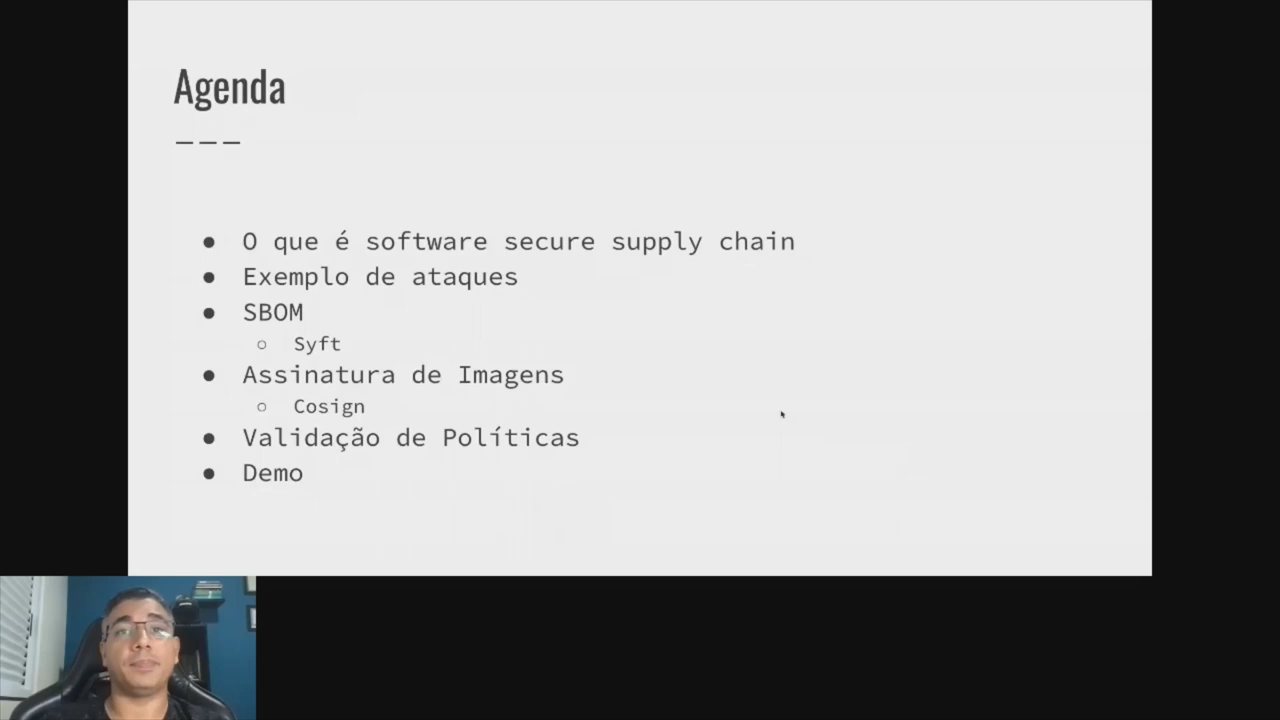 Agenda
● O que é software secure supply chain
● Exemplo de ataques
● SBOM
○ Syft
● Assinatura de Imagens
○ Cosign
● Validação de Políticas
● Demo